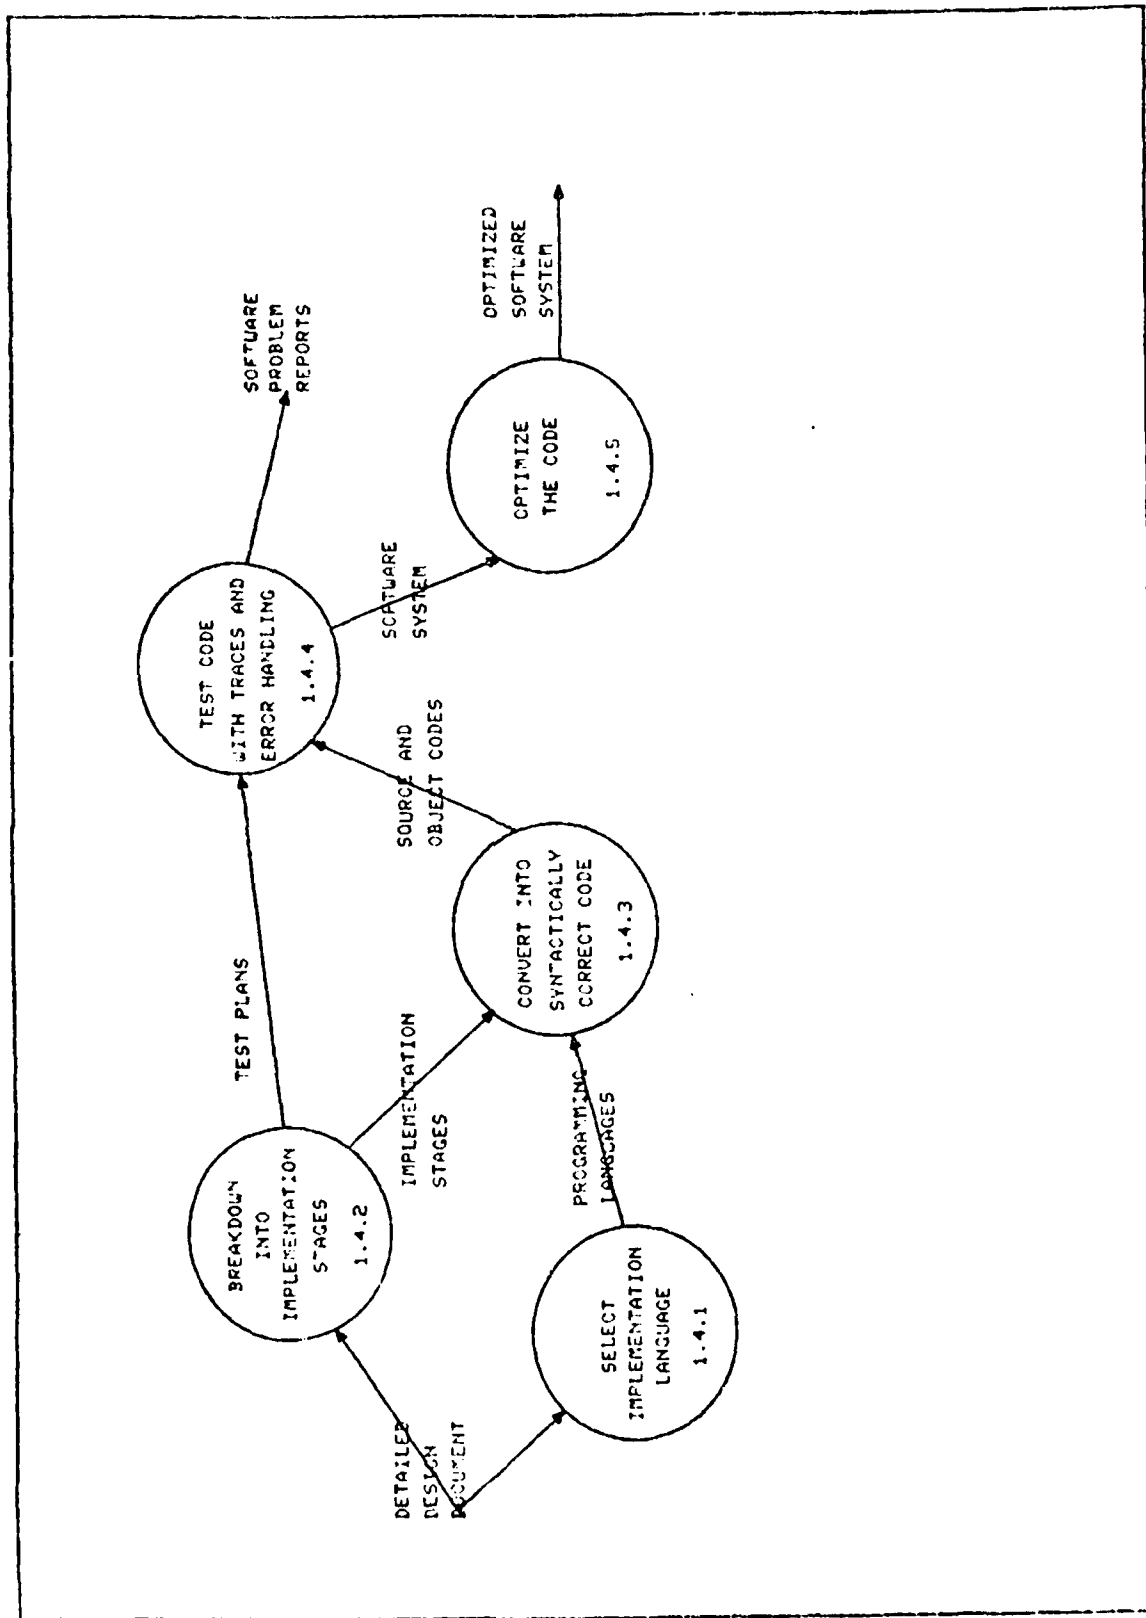 DETAILED
DESIGN
DOCUMENT
BREAKDOWN
INTO
IMPLEMENTATION
STAGES
1.4.2
SELECT
IMPLEMENTATION
LANGUAGE
1.4.1
TEST PLANS
IMPLEMENTATION
STAGES
PROGRAMMING
LANGUAGES
CONVERT INTO
SYNTACTICALLY
CORRECT CODE
1.4.3
SOURCE AND
OBJECT CODES
TEST CODE
WITH TRACES AND
ERROR HANDLING
1.4.4
SOFTWARE
SYSTEM
SOFTWARE
PROBLEM
REPORTS
OPTIMIZE
THE CODE
1.4.5
OPTIMIZED
SOFTWARE
SYSTEM